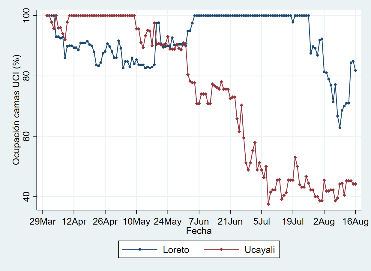 Ocupación camas UCI (%)
100
80
60
40
29Mar 12Apr 26Apr 10May 24May 7Jun 21Jun 5Jul 19Jul 2Aug 16Aug
Fecha
Loreto Ucayali